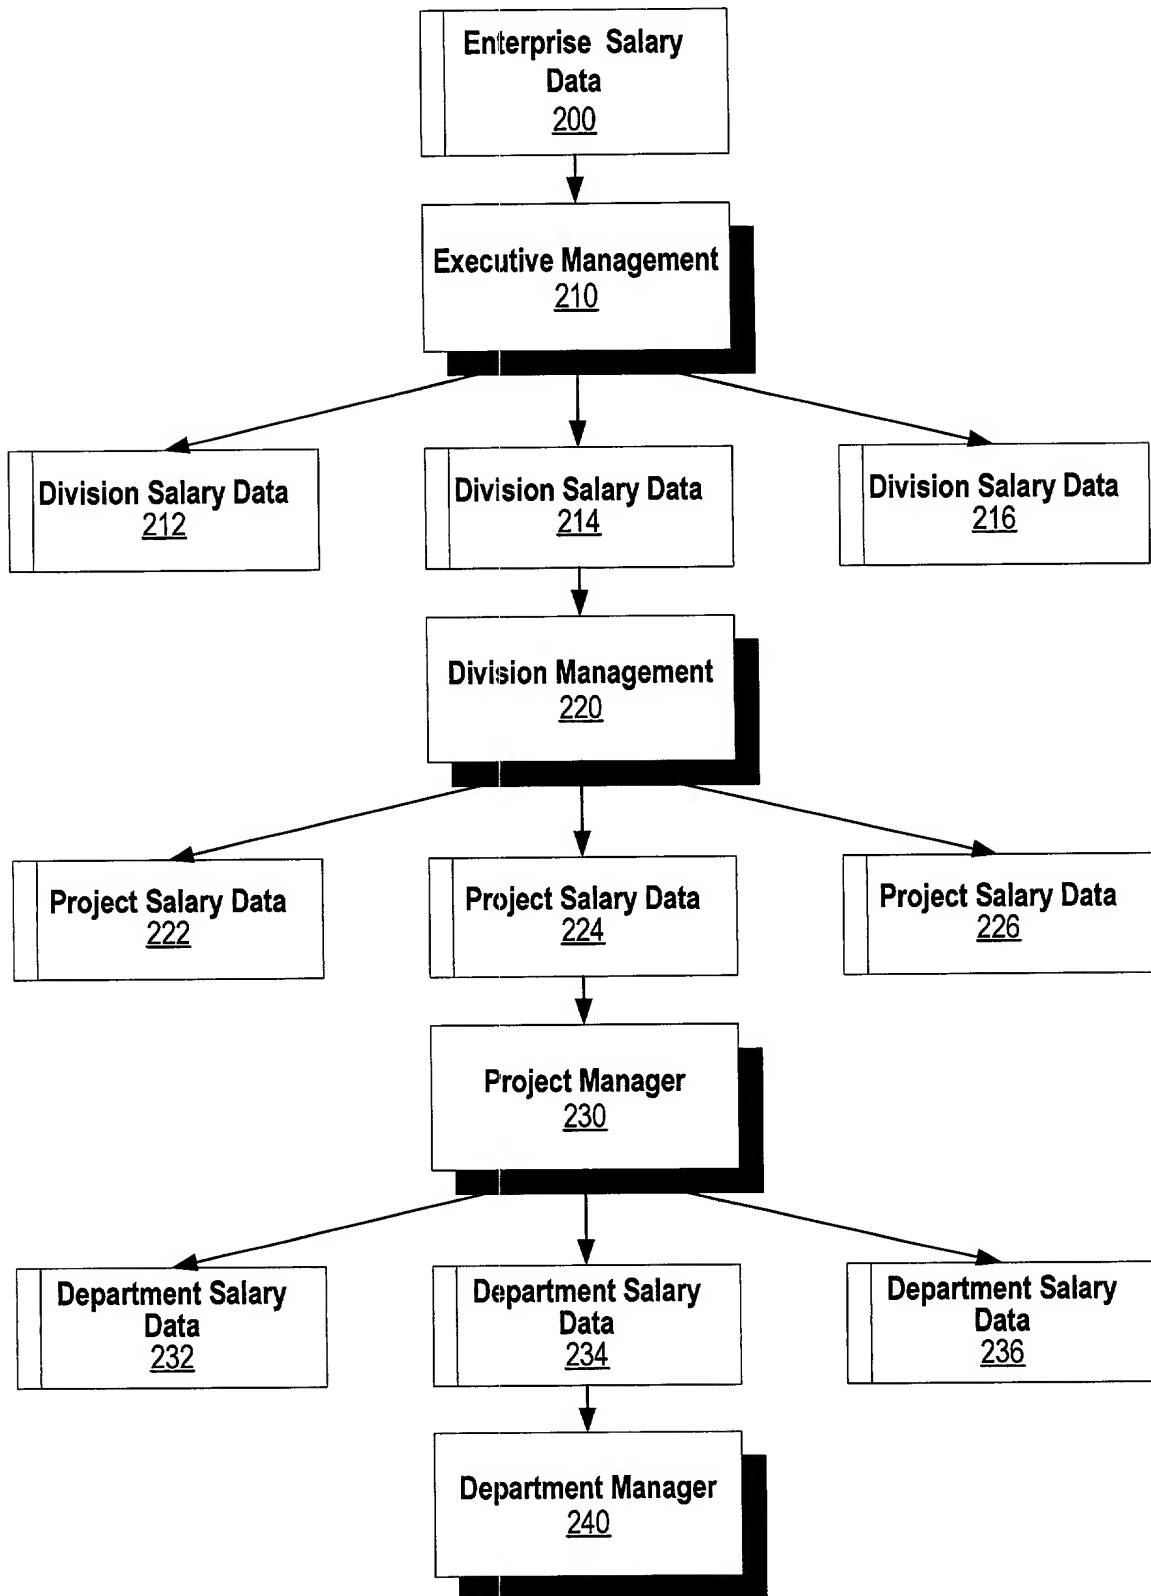 Enterprise Salary
Data
200
Executive Management
210
Division Salary Data
212
Division Salary Data
214
Division Salary Data
216
Division Management
220
Project Salary Data
222
Project Salary Data
224
Project Salary Data
226
Project Manager
230
Department Salary
Data
232
Department Salary
Data
234
Department Salary
Data
236
Department Manager
240